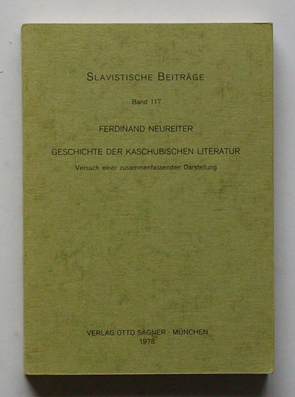 SLAVISTISCHE BEITRÄGE
Band 117
FERDINAND NEUREITER
GESCHICHTE DER KASCHUBISCHEN LITERATUR
Versuch einer zusammenfassenden Darstellung
VERLAG OTTO SAGNER · MÜNCHEN
1978